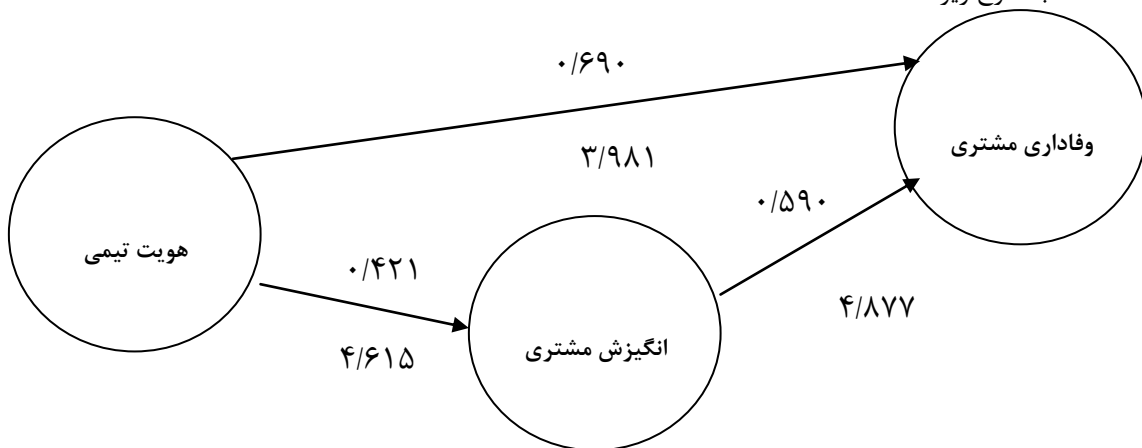 ۰/۶۹۰
وفاداری مشتری
۳/۹۸۱
۰/۵۹۰
هویت تیمی
۰/۴۲۱
۴/۸۷۷
انگیزش مشتری
۴/۶۱۵